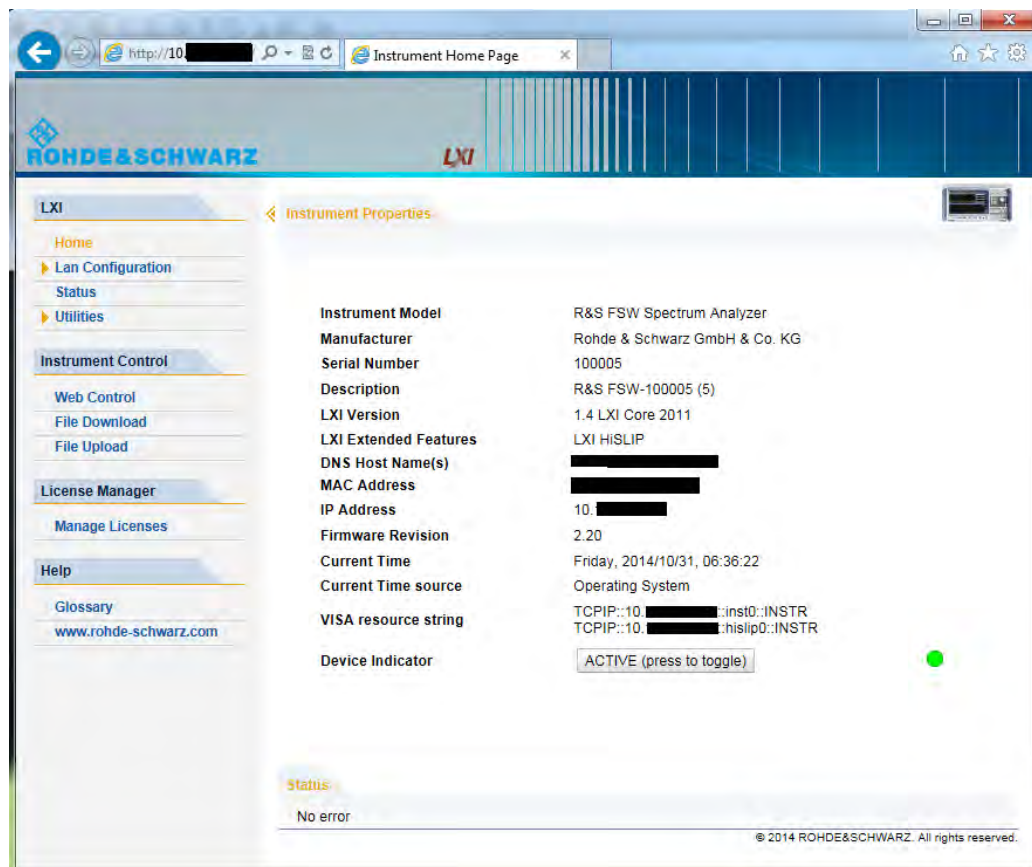 http://10.
Instrument Home Page
ROHDE&SCHWARZ
LXI
LXI
Home
Lan Configuration
Status
Utilities
Instrument Control
Web Control
File Download
File Upload
License Manager
Manage Licenses
Help
Glossary
www.rohde-schwarz.com
Instrument Properties
Instrument Model R&S FSW Spectrum Analyzer
Manufacturer Rohde & Schwarz GmbH & Co. KG
Serial Number 100005
Description R&S FSW-100005 (5)
LXI Version 1.4 LXI Core 2011
LXI Extended Features LXI HiSLIP
DNS Host Name(s)
MAC Address
IP Address 10.
Firmware Revision 2.20
Current Time Friday, 2014/10/31, 06:36:22
Current Time source Operating System
VISA resource string TCPIP::10. ::inst0::INSTR
TCPIP::10. ::hislip0::INSTR
Device Indicator ACTIVE (press to toggle)
Status
No error
© 2014 ROHDE&SCHWARZ. All rights reserved.